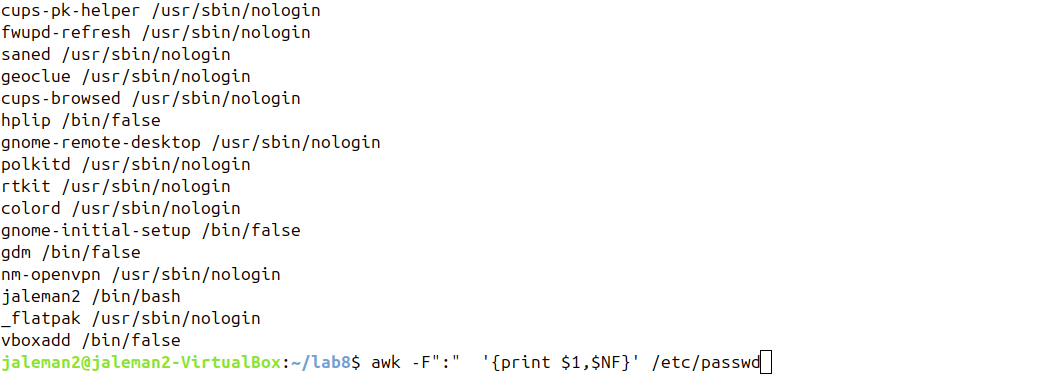 cups-pk-helper /usr/sbin/nologin
fwupd-refresh /usr/sbin/nologin
saned /usr/sbin/nologin
geoclue /usr/sbin/nologin
cups-browsed /usr/sbin/nologin
hplip /bin/false
gnome-remote-desktop /usr/sbin/nologin
polkitd /usr/sbin/nologin
rtkit /usr/sbin/nologin
colord /usr/sbin/nologin
gnome-initial-setup /bin/false
gdm /bin/false
nm-openvpn /usr/sbin/nologin
jaleman2 /bin/bash
_flatpak /usr/sbin/nologin
vboxadd /bin/false
jaleman2@jaleman2-VirtualBox:~/lab8$ awk -F":"  '{print $1,$NF}' /etc/passwd